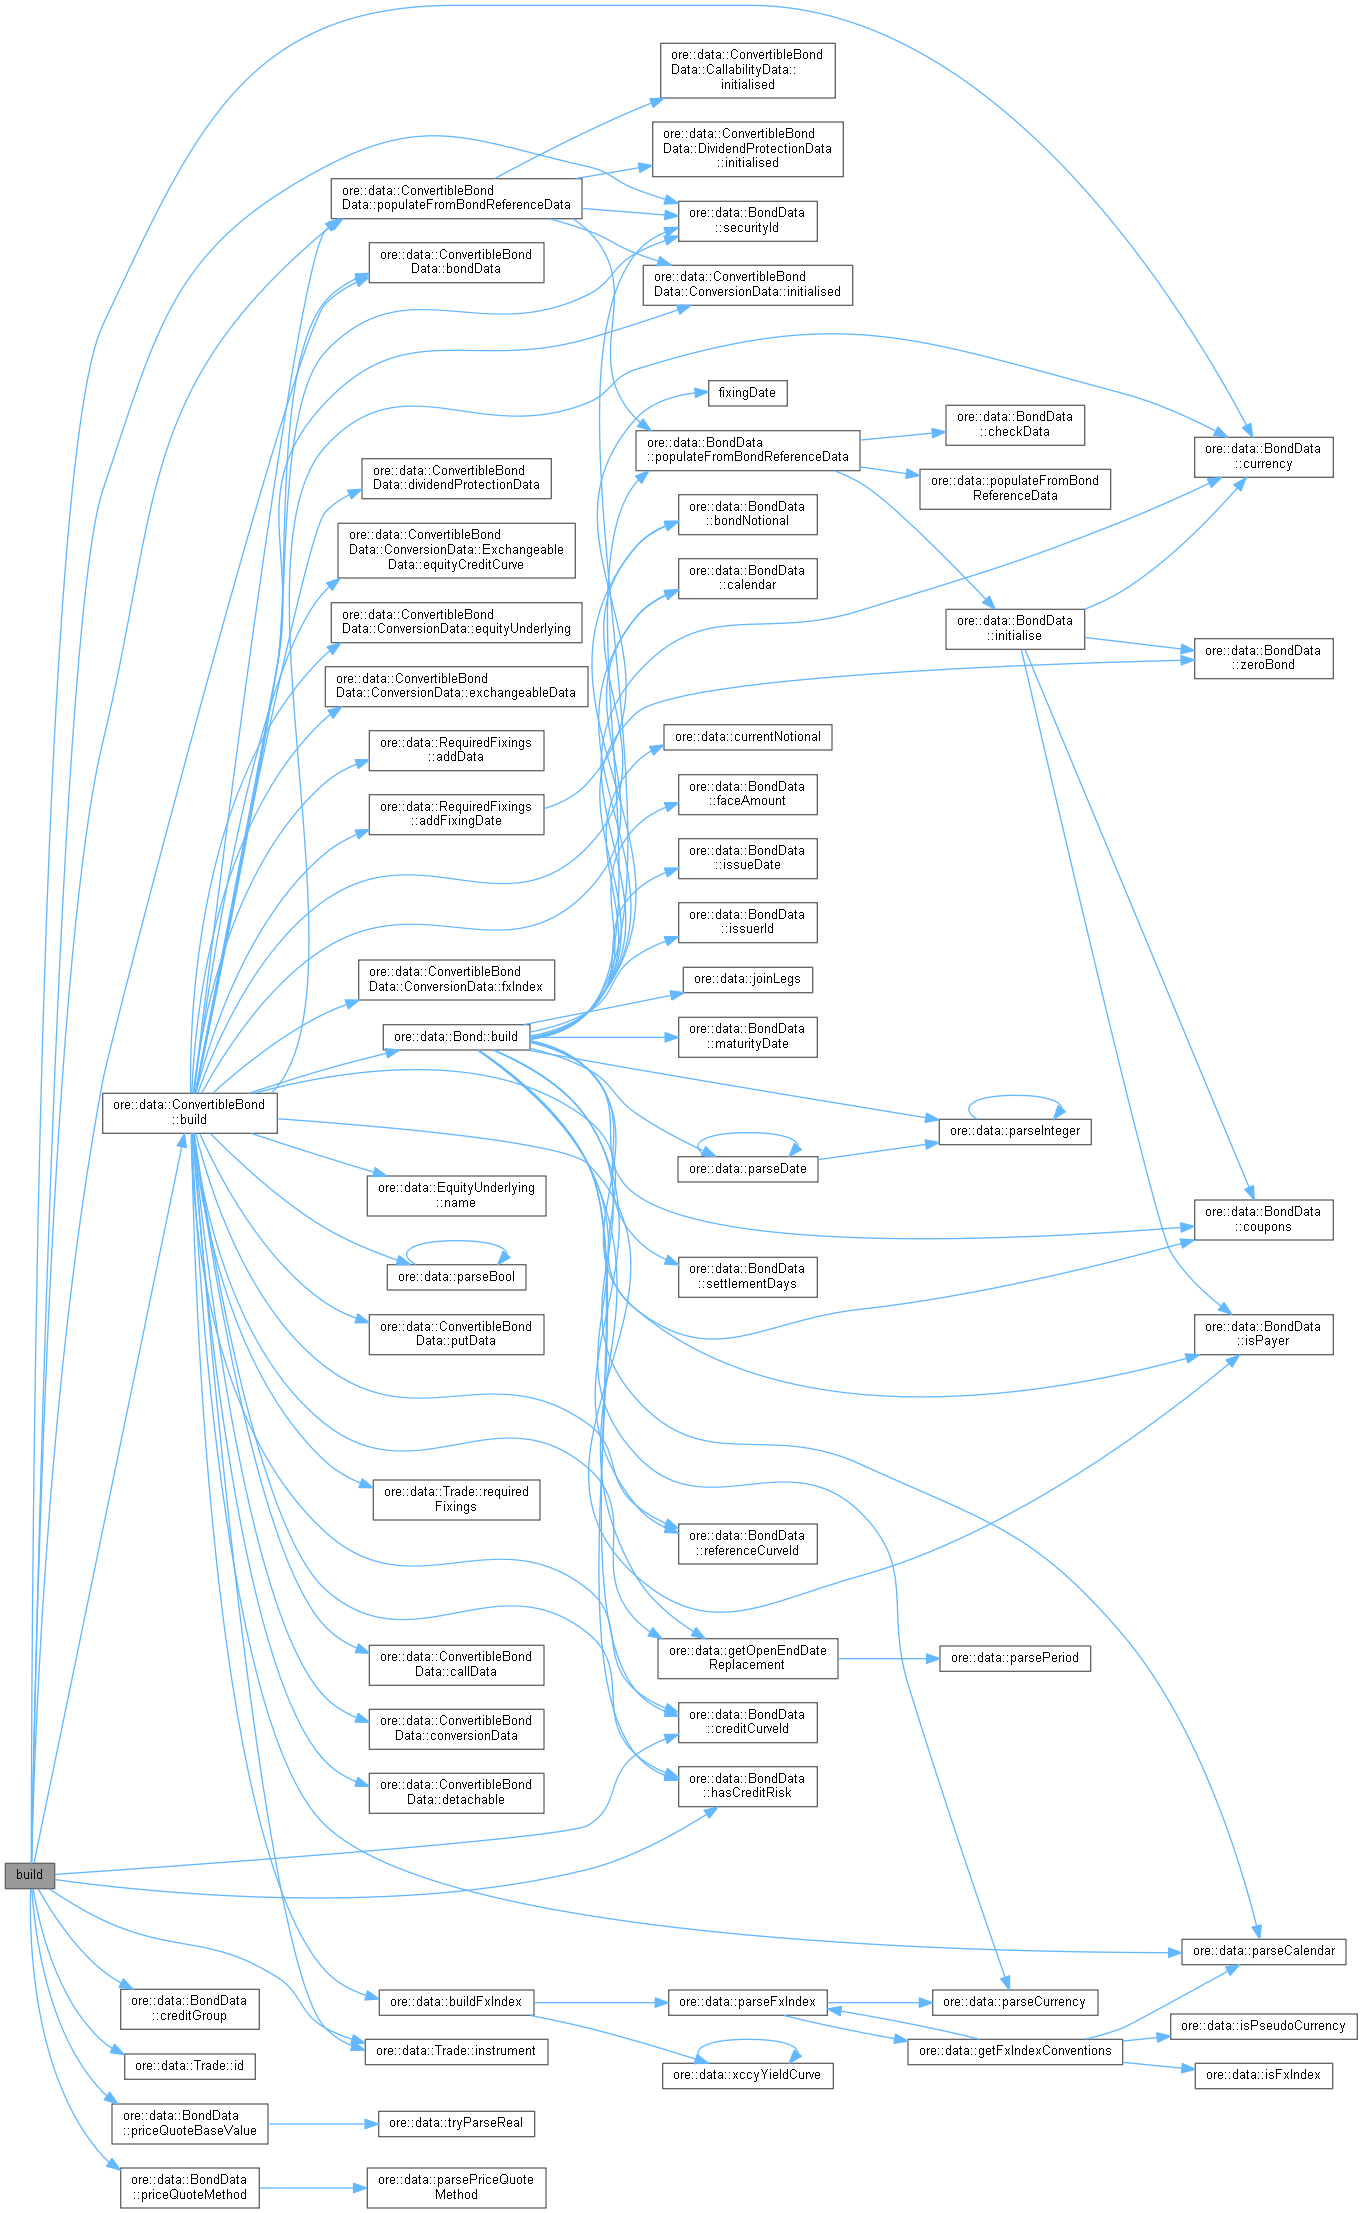 ore::data::ConvertibleBond
Data::CallabilityData::
initialised
ore::data::ConvertibleBond
Data::DividendProtectionData
::initialised
ore::data::ConvertibleBond
Data::populateFromBondReferenceData
ore::data::BondData
::securityId
ore::data::ConvertibleBond
Data::bondData
ore::data::ConvertibleBond
Data::ConversionData::initialised
fixingDate
ore::data::BondData
::checkData
ore::data::BondData
::populateFromBondReferenceData
ore::data::BondData
::currency
ore::data::ConvertibleBond
Data::dividendProtectionData
ore::data::populateFromBond
ReferenceData
ore::data::BondData
::bondNotional
ore::data::ConvertibleBond
Data::ConversionData::Exchangeable
Data::equityCreditCurve
ore::data::BondData
::calendar
ore::data::ConvertibleBond
Data::ConversionData::equityUnderlying
ore::data::BondData
::initialise
ore::data::BondData
::zeroBond
ore::data::ConvertibleBond
Data::ConversionData::exchangeableData
ore::data::RequiredFixings
::addData
ore::data::currentNotional
ore::data::BondData
::faceAmount
ore::data::RequiredFixings
::addFixingDate
ore::data::BondData
::issueDate
ore::data::BondData
::issuerId
ore::data::ConvertibleBond
Data::ConversionData::fxIndex
ore::data::joinLegs
ore::data::Bond::build
ore::data::BondData
::maturityDate
ore::data::ConvertibleBond
::build
ore::data::parseInteger
ore::data::parseDate
ore::data::EquityUnderlying
::name
ore::data::BondData
::coupons
ore::data::parseBool
ore::data::BondData
::settlementDays
ore::data::ConvertibleBond
Data::putData
ore::data::BondData
::isPayer
ore::data::Trade::required
Fixings
ore::data::BondData
::referenceCurveId
ore::data::getOpenEndDate
Replacement
ore::data::parsePeriod
ore::data::ConvertibleBond
Data::callData
ore::data::ConvertibleBond
Data::conversionData
ore::data::BondData
::creditCurveId
ore::data::ConvertibleBond
Data::detachable
ore::data::BondData
::hasCreditRisk
build
ore::data::parseCalendar
ore::data::BondData
::creditGroup
ore::data::buildFxIndex
ore::data::parseFxIndex
ore::data::parseCurrency
ore::data::isPseudoCurrency
ore::data::Trade::instrument
ore::data::getFxIndexConventions
ore::data::Trade::id
ore::data::xccyYieldCurve
ore::data::isFxIndex
ore::data::BondData
::priceQuoteBaseValue
ore::data::tryParseReal
ore::data::BondData
::priceQuoteMethod
ore::data::parsePriceQuote
Method